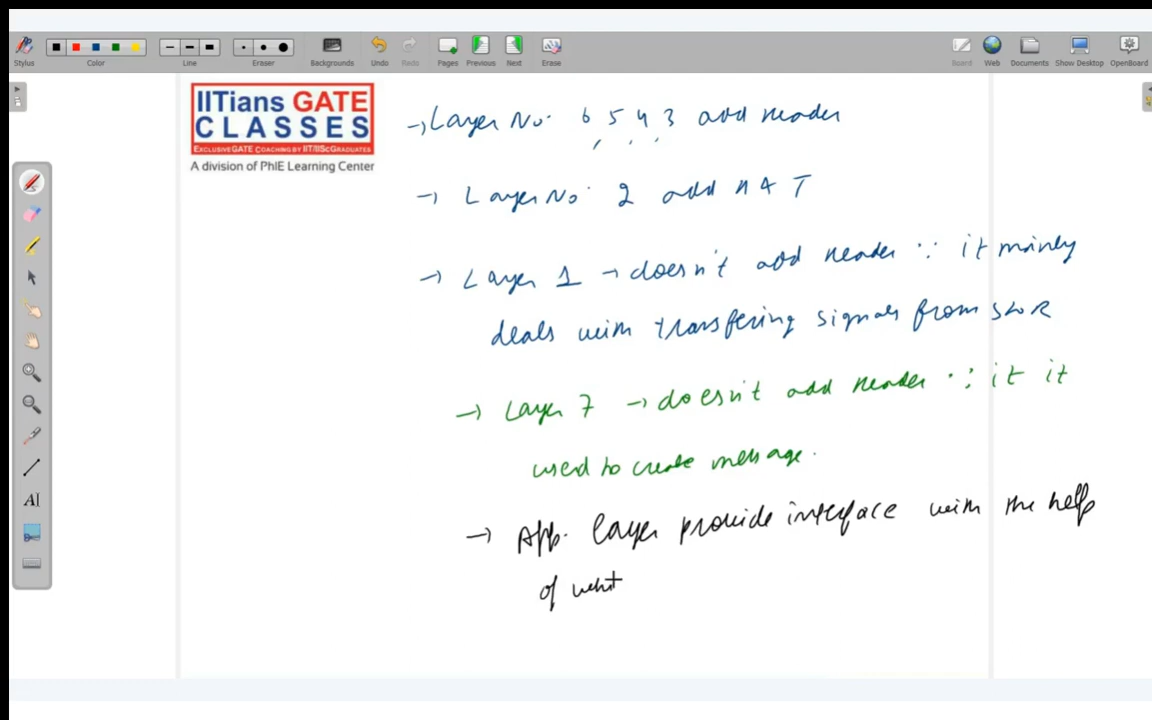 Stylus
Color
Line
Eraser
Backgrounds
Undo
Redo
Pages
Previous
Next
Erase
Board
Web
Documents
Show Desktop
OpenBoard
IITians GATE
CLASSES
EXCLUSIVE GATE COACHING BY IIT/IISc GRADUATES
A division of PhIE Learning Center
→ Layer No. 6 5 4 3 add header
→ Layer No. 2 add H & T
→ Layer 1 → doesn't add header ∵ it mainly
deals with transfering signals from S to R
→ Layer 7 → doesn't add header ∵ it it
used to create message.
→ App. layer provide interface with the help
of what
AI